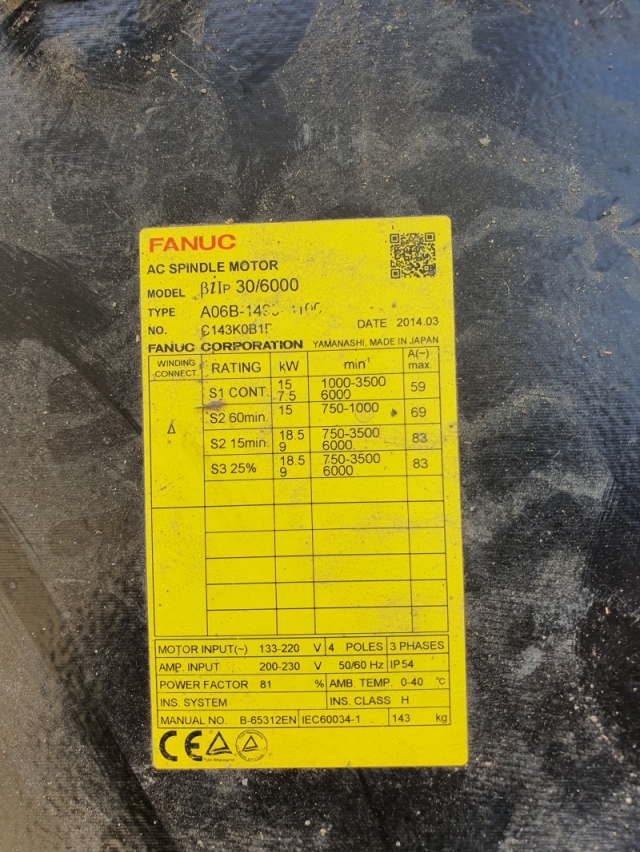 FANUC
AC SPINDLE MOTOR
MODEL βiIP 30/6000
TYPE
NO.
DATE 2014.03
FANUC CORPORATION YAMANASHI, MADE IN JAPAN
WINDING CONNECT RATING kW min⁻¹ A(~) max.
S1 CONT. 15 1000-3500 59
7.5 6000
S2 60min. 15 750-1000 69
S2 15min. 18.5 750-3500 83
9 6000
S3 25% 18.5 750-3500 83
9 6000
MOTOR INPUT(~) 133-220 V 4 POLES 3 PHASES
AMP. INPUT 200-230 V 50/60 Hz IP54
POWER FACTOR 81 % AMB. TEMP. 0-40 ℃
INS. SYSTEM INS. CLASS H
MANUAL NO. B-65312EN IEC60034-1 143 kg
CE